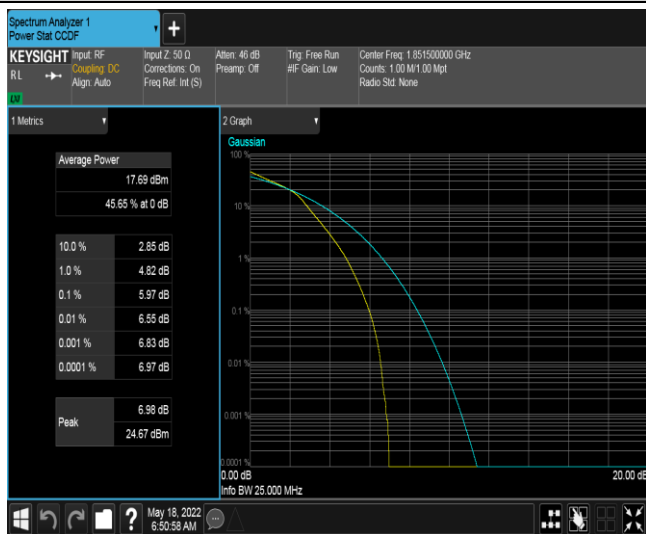 Spectrum Analyzer 1
Power Stat CCDF
+
KEYSIGHT
RL
Input: RF
Coupling: DC
Align: Auto
Input Z: 50 Ω
Corrections: On
Freq Ref: Int (S)
Atten: 46 dB
Preamp: Off
Trig: Free Run
#IF Gain: Low
Center Freq: 1.851500000 GHz
Counts: 1.00 M/1.00 Mpt
Radio Std: None
1 Metrics
Average Power
17.69 dBm
45.65 % at 0 dB
10.0 % 2.85 dB
1.0 % 4.82 dB
0.1 % 5.97 dB
0.01 % 6.55 dB
0.001 % 6.83 dB
0.0001 % 6.97 dB
Peak
6.98 dB
24.67 dBm
2 Graph
Gaussian
100 %
10 %
1 %
0.1 %
0.01 %
0.001 %
0.0001 %
0.00 dB 20.00 dB
Info BW 25.000 MHz
?
May 18, 2022
6:50:58 AM